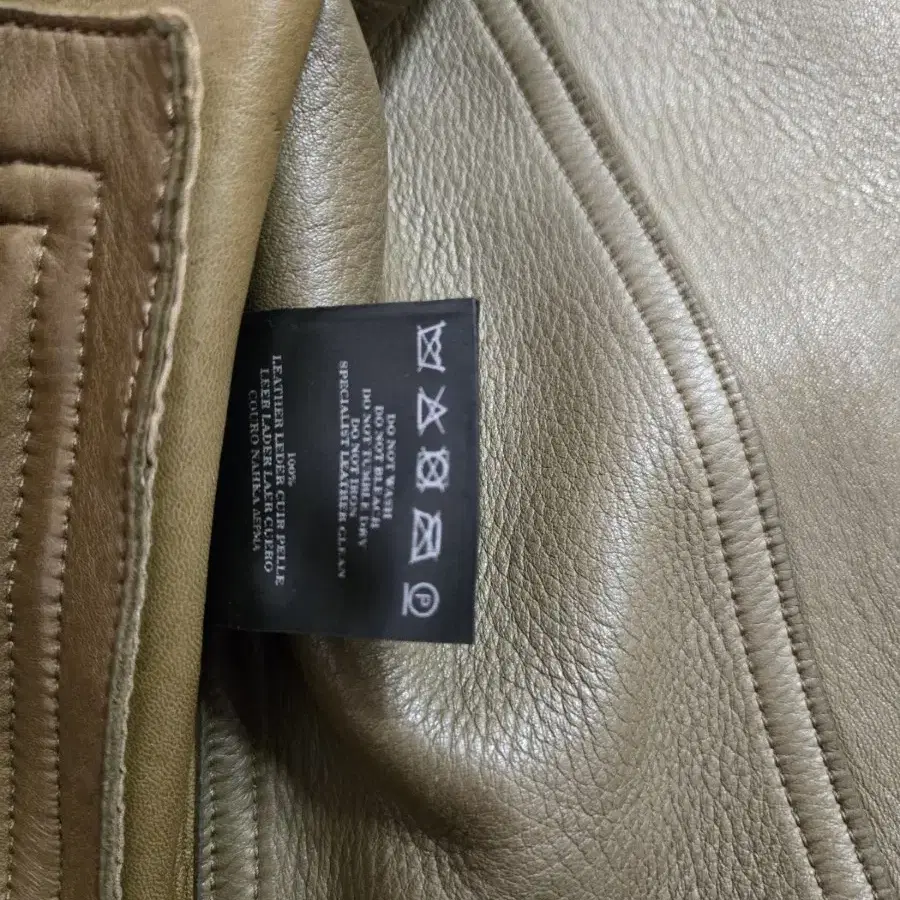 P
DO NOT WASH
DO NOT BLEACH
DO NOT TUMBLE DRY
DO NOT IRON
SPECIALIST LEATHER CLEAN
100%
LEATHER LEDER CUIR PELLE
LEER LADER LAER CUERO
COURO NAHKA ΔΕΡΜΑ